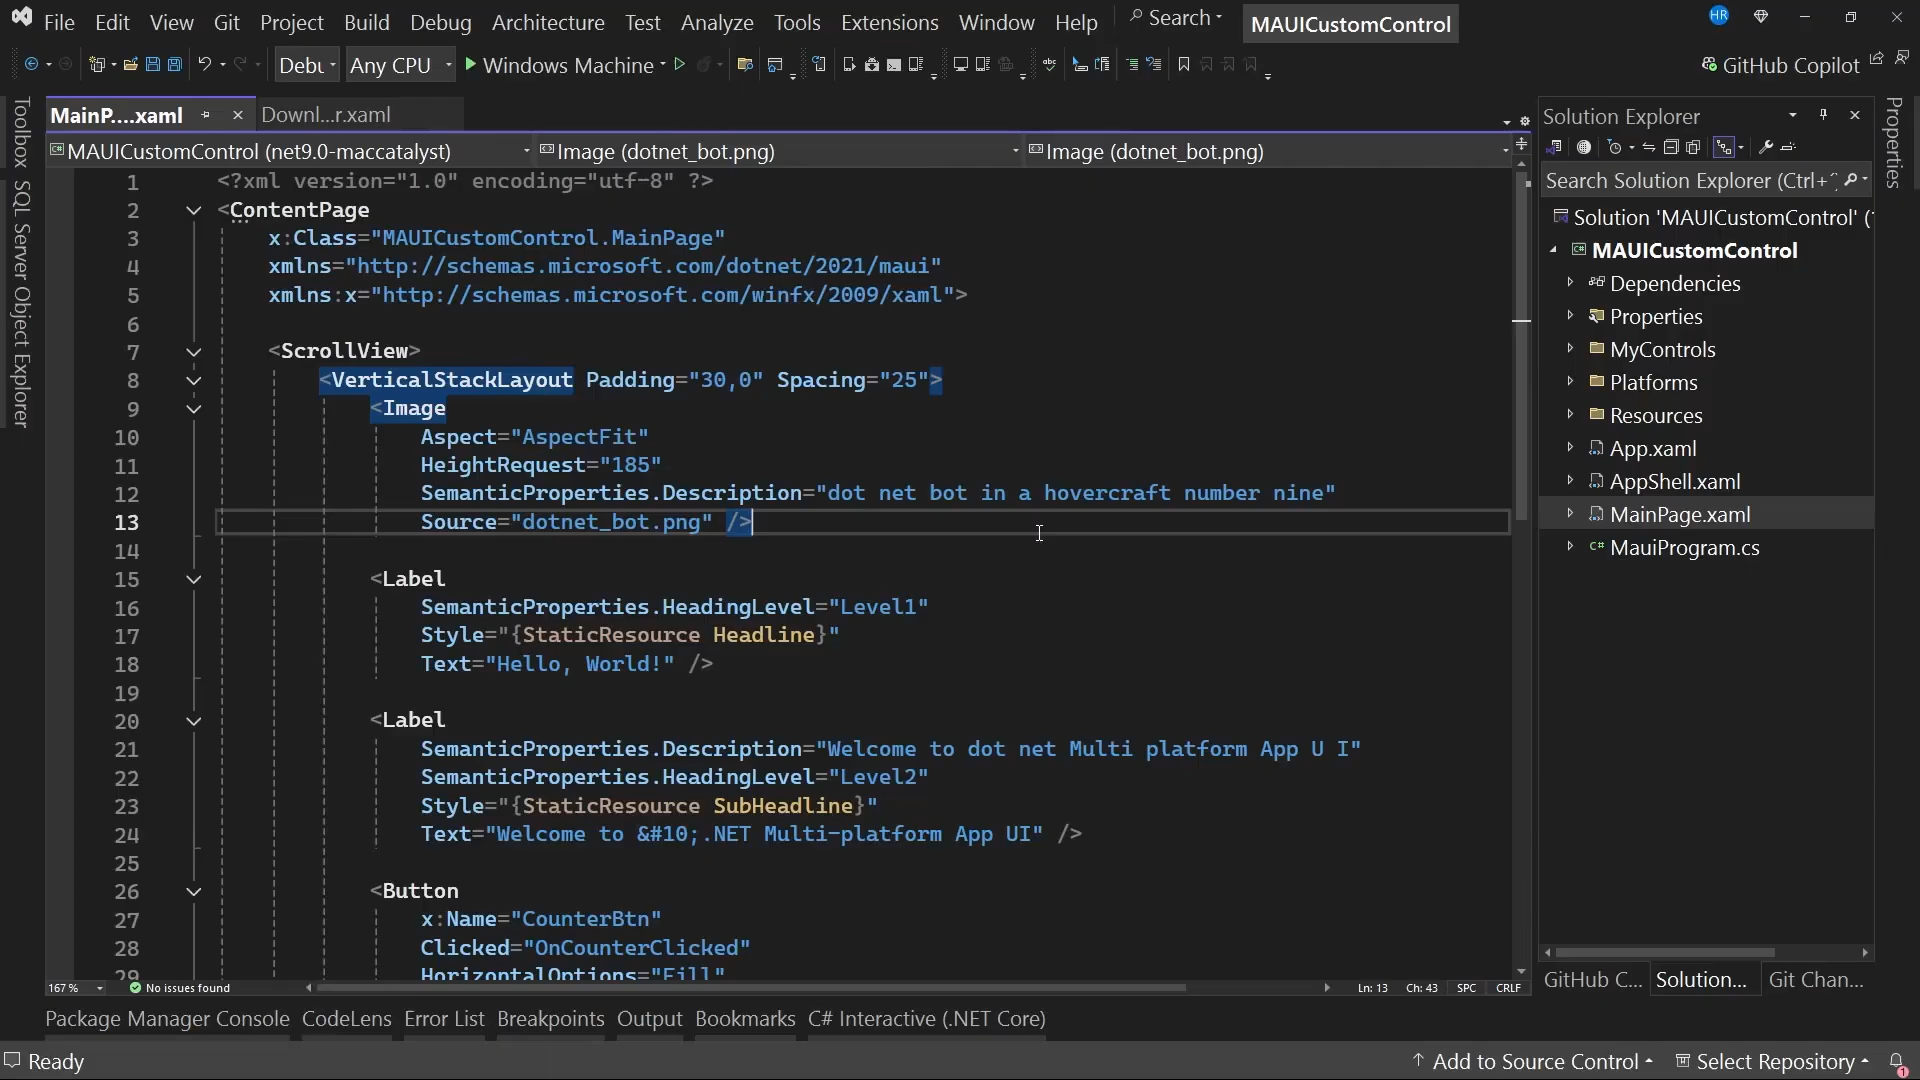 File Edit View Git Project Build Debug Architecture Test Analyze Tools Extensions Window Help Search MAUICustomControl HR
Debu Any CPU Windows Machine GitHub Copilot
Toolbox
SQL Server Object Explorer
MainP....xaml Downl...r.xaml
MAUICustomControl (net9.0-maccatalyst) Image (dotnet_bot.png) Image (dotnet_bot.png)
1 <?xml version="1.0" encoding="utf-8" ?>
2 <ContentPage
3 x:Class="MAUICustomControl.MainPage"
4 xmlns="http://schemas.microsoft.com/dotnet/2021/maui"
5 xmlns:x="http://schemas.microsoft.com/winfx/2009/xaml">
6
7 <ScrollView>
8 <VerticalStackLayout Padding="30,0" Spacing="25">
9 <Image
10 Aspect="AspectFit"
11 HeightRequest="185"
12 SemanticProperties.Description="dot net bot in a hovercraft number nine"
13 Source="dotnet_bot.png" />
14
15 <Label
16 SemanticProperties.HeadingLevel="Level1"
17 Style="{StaticResource Headline}"
18 Text="Hello, World!" />
19
20 <Label
21 SemanticProperties.Description="Welcome to dot net Multi platform App U I"
22 SemanticProperties.HeadingLevel="Level2"
23 Style="{StaticResource SubHeadline}"
24 Text="Welcome to &#10;.NET Multi-platform App UI" />
25
26 <Button
27 x:Name="CounterBtn"
28 Clicked="OnCounterClicked"
29 HorizontalOptions="Fill"
167 % No issues found Ln: 13 Ch: 43 SPC CRLF
Solution Explorer
Search Solution Explorer (Ctrl+
Solution 'MAUICustomControl' (
MAUICustomControl
Dependencies
Properties
MyControls
Platforms
Resources
App.xaml
AppShell.xaml
MainPage.xaml
C# MauiProgram.cs
GitHub C... Solution... Git Chan...
Properties
Package Manager Console CodeLens Error List Breakpoints Output Bookmarks C# Interactive (.NET Core)
Ready Add to Source Control Select Repository 1